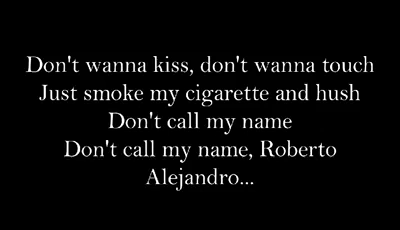 Don't wanna kiss, don't wanna touch
Just smoke my cigarette and hush
Don't call my name
Don't call my name, Roberto
Alejandro...